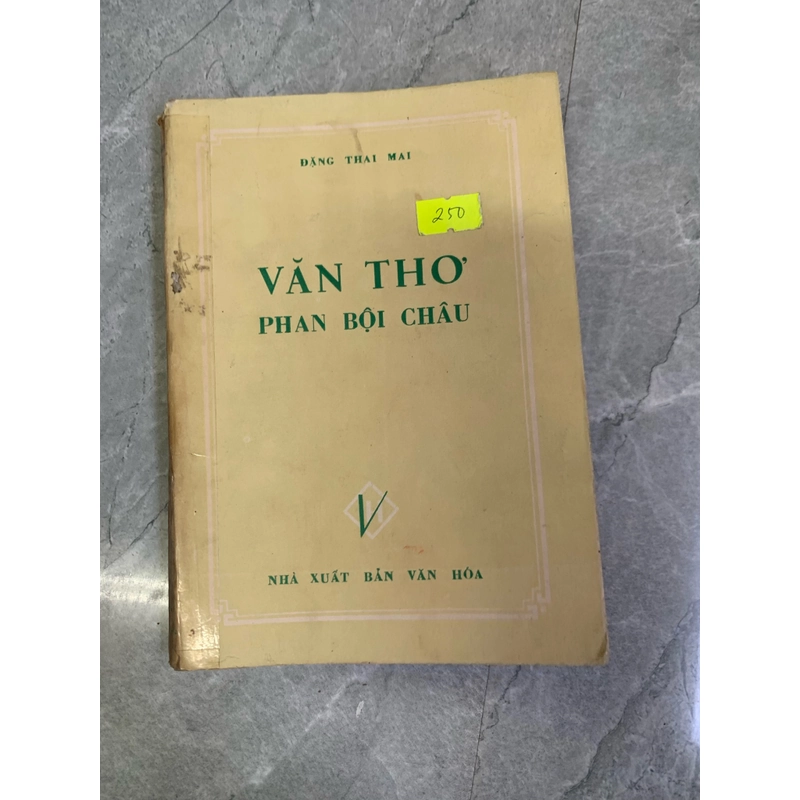 ĐẶNG THAI MAI
250
VĂN THƠ
PHAN BỘI CHÂU
V
NHÀ XUẤT BẢN VĂN HÓA